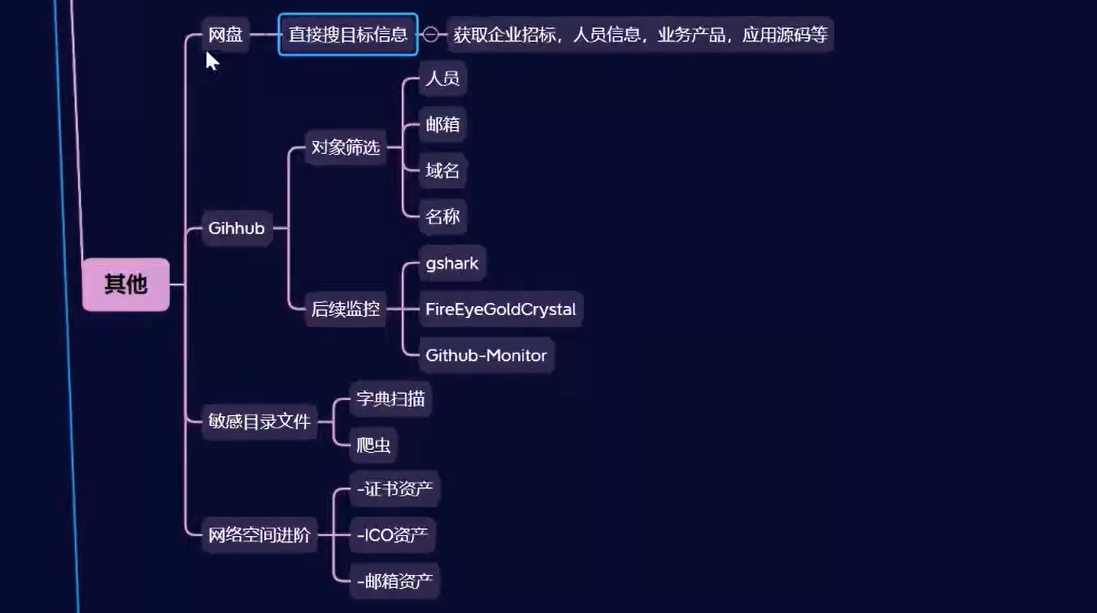 网盘
直接搜目标信息
获取企业招标，人员信息，业务产品，应用源码等
Gihhub
对象筛选
人员
邮箱
域名
名称
后续监控
gshark
FireEyeGoldCrystal
Github-Monitor
其他
敏感目录文件
字典扫描
爬虫
网络空间进阶
-证书资产
-ICO资产
-邮箱资产